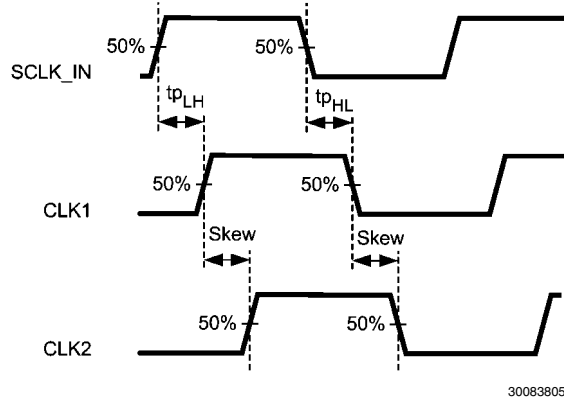 50% 50%
SCLK_IN
tpLH tpHL
50% 50%
CLK1
Skew Skew
50% 50%
CLK2
30083805